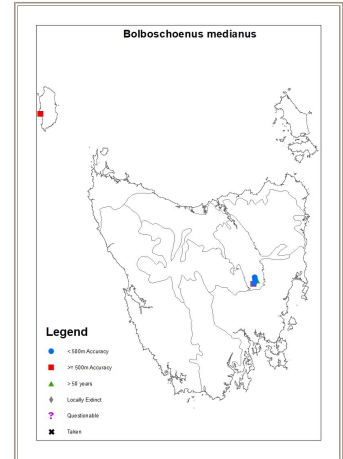 Bolboschoenus medianus
Legend
< 500m Accuracy
>= 500m Accuracy
> 50 years
Locally Extinct
? Questionable
Taken